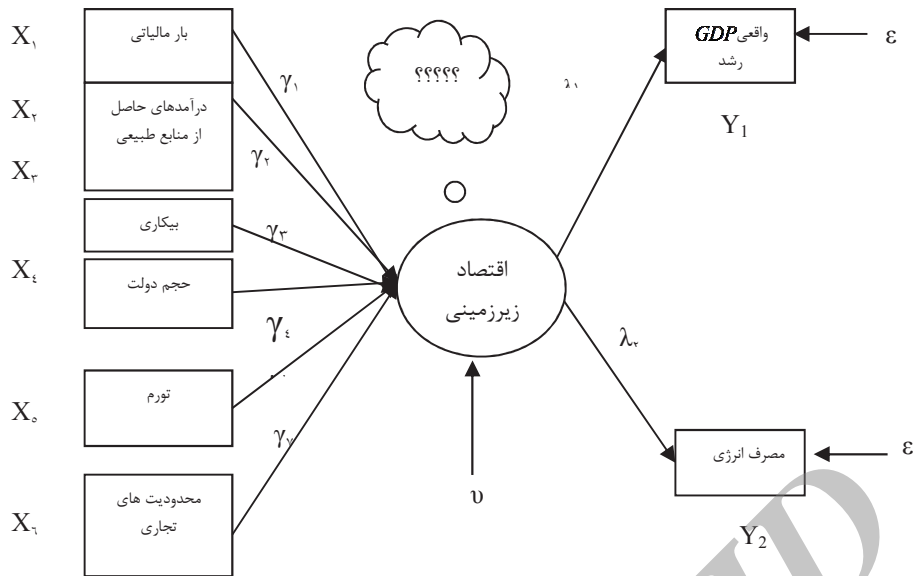 X۱
بار مالیاتی
X۲
درآمدهای حاصل
از منابع طبیعی
X۳
بیکاری
X٤
حجم دولت
X٥
تورم
X٦
محدودیت های
تجاری
γ۱
γ۲
γ۳
γ٤
γ۷
؟؟؟؟؟
اقتصاد
زیرزمینی
υ
λ۱
λ۲
واقعی GDP
رشد
ε
Y1
مصرف انرژی
ε
Y2